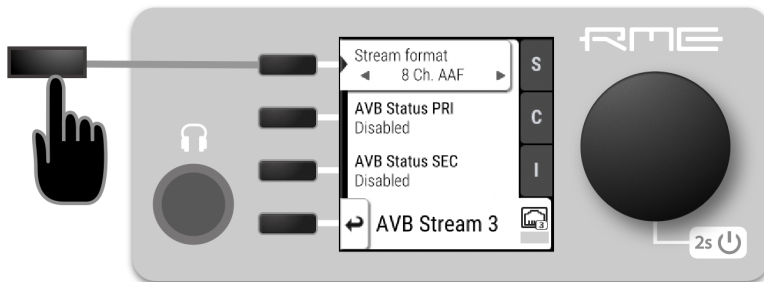 RME
Stream format
8 Ch. AAF
S
AVB Status PRI
Disabled
C
AVB Status SEC
Disabled
I
AVB Stream 3
3
2s